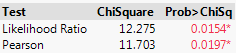 Test ChiSquare Prob>ChiSq
Likelihood Ratio 12.275 0.0154*
Pearson 11.703 0.0197*